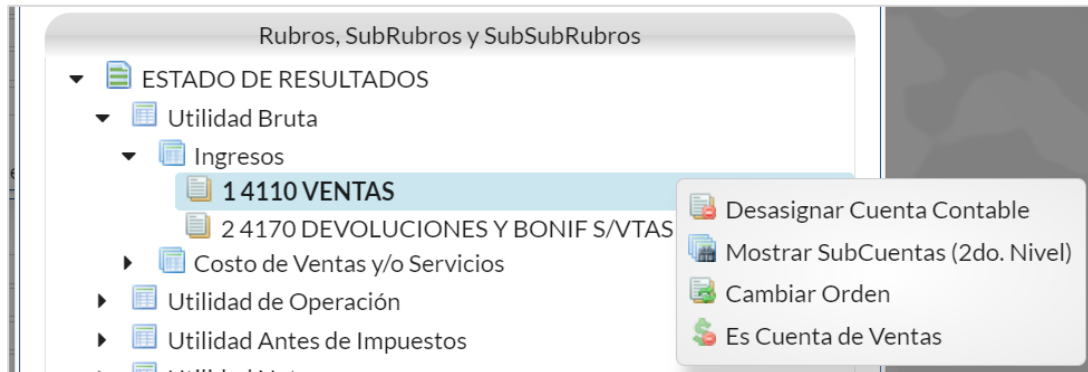 Rubros, SubRubros y SubSubRubros
ESTADO DE RESULTADOS
Utilidad Bruta
Ingresos
1 4110 VENTAS
2 4170 DEVOLUCIONES Y BONIF S/VTAS
Costo de Ventas y/o Servicios
Utilidad de Operación
Utilidad Antes de Impuestos
Desasignar Cuenta Contable
Mostrar SubCuentas (2do. Nivel)
Cambiar Orden
Es Cuenta de Ventas